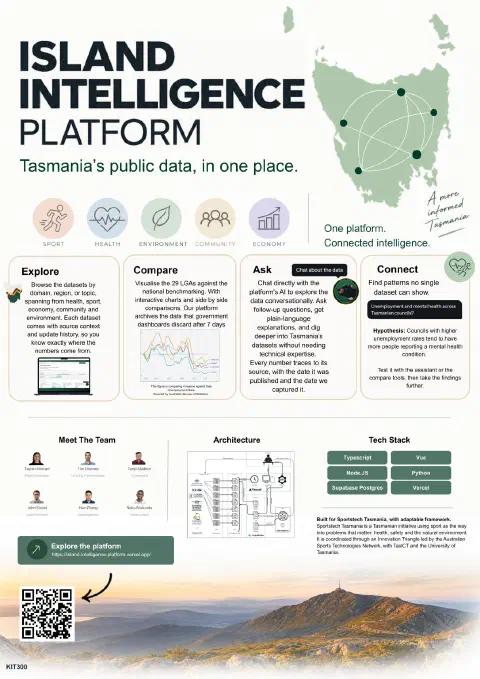 ISLAND
INTELLIGENCE
PLATFORM
Tasmania's public data, in one place.
A more
informed
Tasmania
SPORT
HEALTH
ENVIRONMENT
COMMUNITY
ECONOMY
One platform.
Connected intelligence.
Explore
Browse the datasets by
domain, region, or topic,
spanning from health, sport,
economy, community and
environment. Each dataset
comes with source context
and update history, so you
know exactly where the
numbers come from.
Compare
Visualise the 29 LGAs against the
national benchmarking. With
interactive charts and side by side
comparisons. Our platform
archives the data that government
dashboards discard after 7 days
Ask
Chat about the data
Chat directly with the
platform's AI to explore the
data conversationally. Ask
follow-up questions, get
plain-language
explanations, and dig
deeper into Tasmania's
datasets without needing
technical expertise.
Every number traces to its
source, with the date it was
published and the date we
captured it.
Connect
Find patterns no single
dataset can show.
Unemployment and mental health across
Tasmanian councils?
Hypothesis: Councils with higher
unemployment rates tend to have
more people reporting a mental health
condition.
Test it with the assistant or the
compare tools, then take the findings
further.
Meet The Team
Architecture
Tech Stack
Typescript
Vue
Node.JS
Python
Supabase Postgres
Vercel
Built for Sportstech Tasmania, with adaptable framework.
Sportstech Tasmania is a Tasmanian initiative using sport as the way
into problems that matter: health, safety and the natural environment.
It is coordinated through an Innovation Triangle led by the Australian
Sports Technologies Network, with TasICT and the University of
Tasmania.
Explore the platform
https://island-intelligence-platform.vercel.app/
KIT300